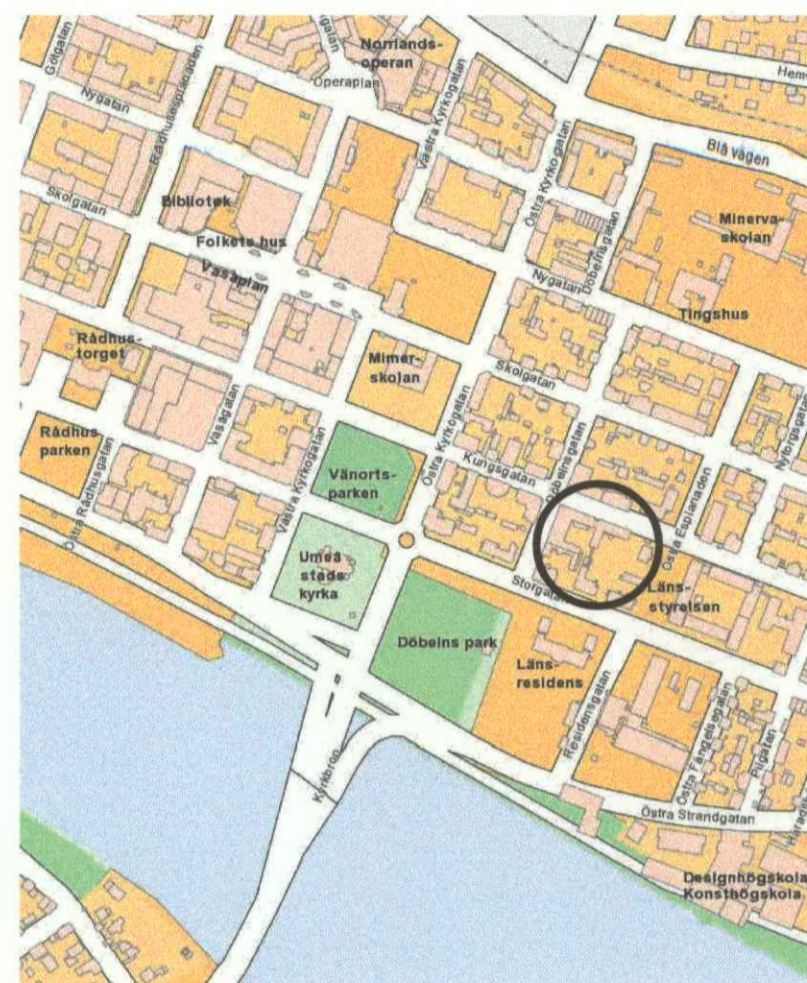 Norrlands-
operan
Operaplan
Götgatan
Rådhusesplanaden
Nygatan
Västra Kyrkogatan
Östra Kyrkogatan
Blå vägen
Skolgatan
Bibliotek
Folkets hus
Vasaplan
Minerva-
skolan
Döbelnsgatan
Nygatan
Tingshus
Rådhus-
torget
Mimer-
skolan
Skolgatan
Vasagatan
Rådhus
parken
Östra Rådhusgatan
Västra Kyrkogatan
Vänorts-
parken
Östra Kyrkogatan
Kungsgatan
Döbelnsgatan
Östra Esplanaden
Umeå
stads
kyrka
Storgatan
Läns-
styrelsen
Döbelns park
Läns-
residens
Residensgatan
Östra Fängelsegatan
Pilgatan
Kyrkbron
Östra Strandgatan
Designhögskola
Konsthögskola